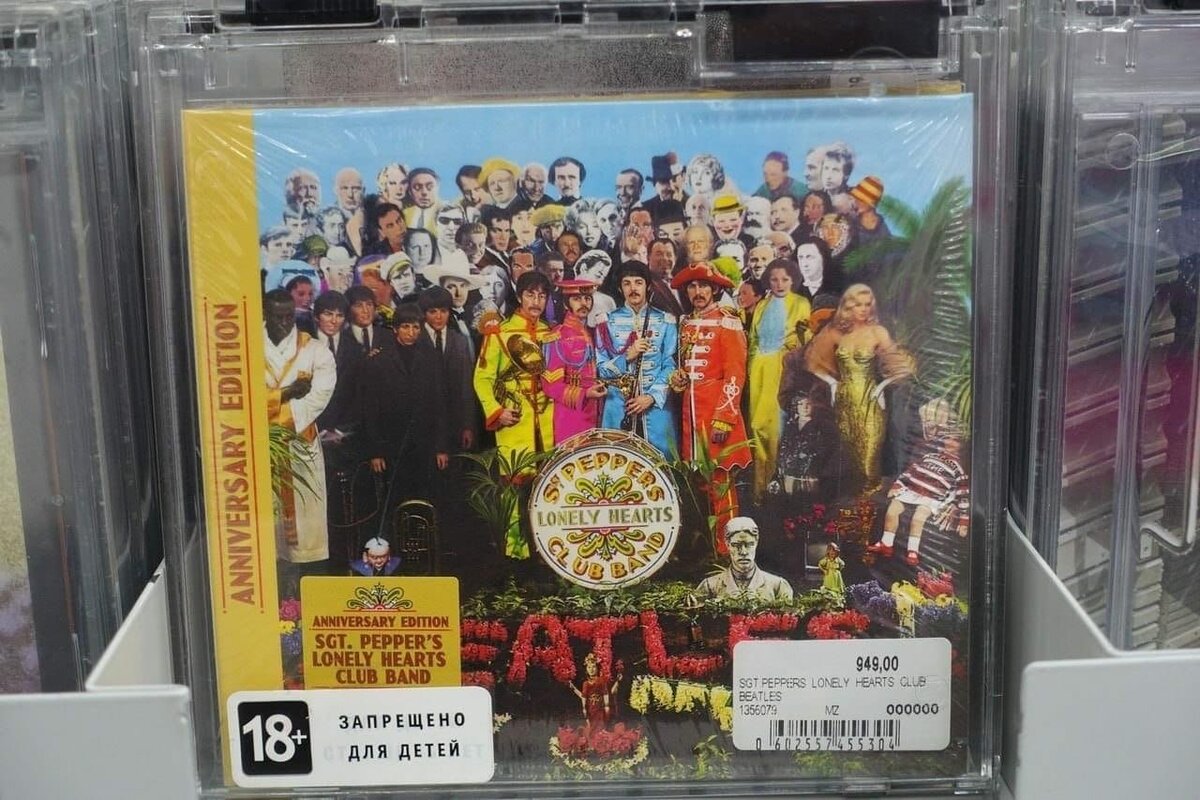 ANNIVERSARY EDITION
SGT PEPPERS
LONELY HEARTS
CLUB BAND
EATLES
ANNIVERSARY EDITION
SGT. PEPPER'S
LONELY HEARTS
CLUB BAND
949,00
SGT PEPPERS LONELY HEARTS CLUB
BEATLES
1356079 MZ 000000
0 602557 455304
18+
ЗАПРЕЩЕНО
ДЛЯ ДЕТЕЙ